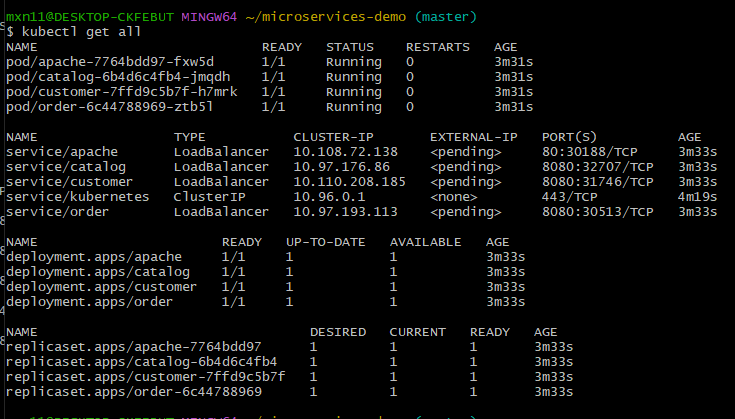 mxn11@DESKTOP-CKFEBUT MINGW64 ~/microservices-demo (master)
$ kubectl get all
NAME READY STATUS RESTARTS AGE
pod/apache-7764bdd97-fxw5d 1/1 Running 0 3m31s
pod/catalog-6b4d6c4fb4-jmqdh 1/1 Running 0 3m31s
pod/customer-7ffd9c5b7f-h7mrk 1/1 Running 0 3m31s
pod/order-6c44788969-ztb5l 1/1 Running 0 3m31s
NAME TYPE CLUSTER-IP EXTERNAL-IP PORT(S) AGE
service/apache LoadBalancer 10.108.72.138 <pending> 80:30188/TCP 3m33s
service/catalog LoadBalancer 10.97.176.86 <pending> 8080:32707/TCP 3m33s
service/customer LoadBalancer 10.110.208.185 <pending> 8080:31746/TCP 3m33s
service/kubernetes ClusterIP 10.96.0.1 <none> 443/TCP 4m19s
service/order LoadBalancer 10.97.193.113 <pending> 8080:30513/TCP 3m33s
NAME READY UP-TO-DATE AVAILABLE AGE
deployment.apps/apache 1/1 1 1 3m33s
deployment.apps/catalog 1/1 1 1 3m33s
deployment.apps/customer 1/1 1 1 3m33s
deployment.apps/order 1/1 1 1 3m33s
NAME DESIRED CURRENT READY AGE
replicaset.apps/apache-7764bdd97 1 1 1 3m33s
replicaset.apps/catalog-6b4d6c4fb4 1 1 1 3m33s
replicaset.apps/customer-7ffd9c5b7f 1 1 1 3m33s
replicaset.apps/order-6c44788969 1 1 1 3m33s